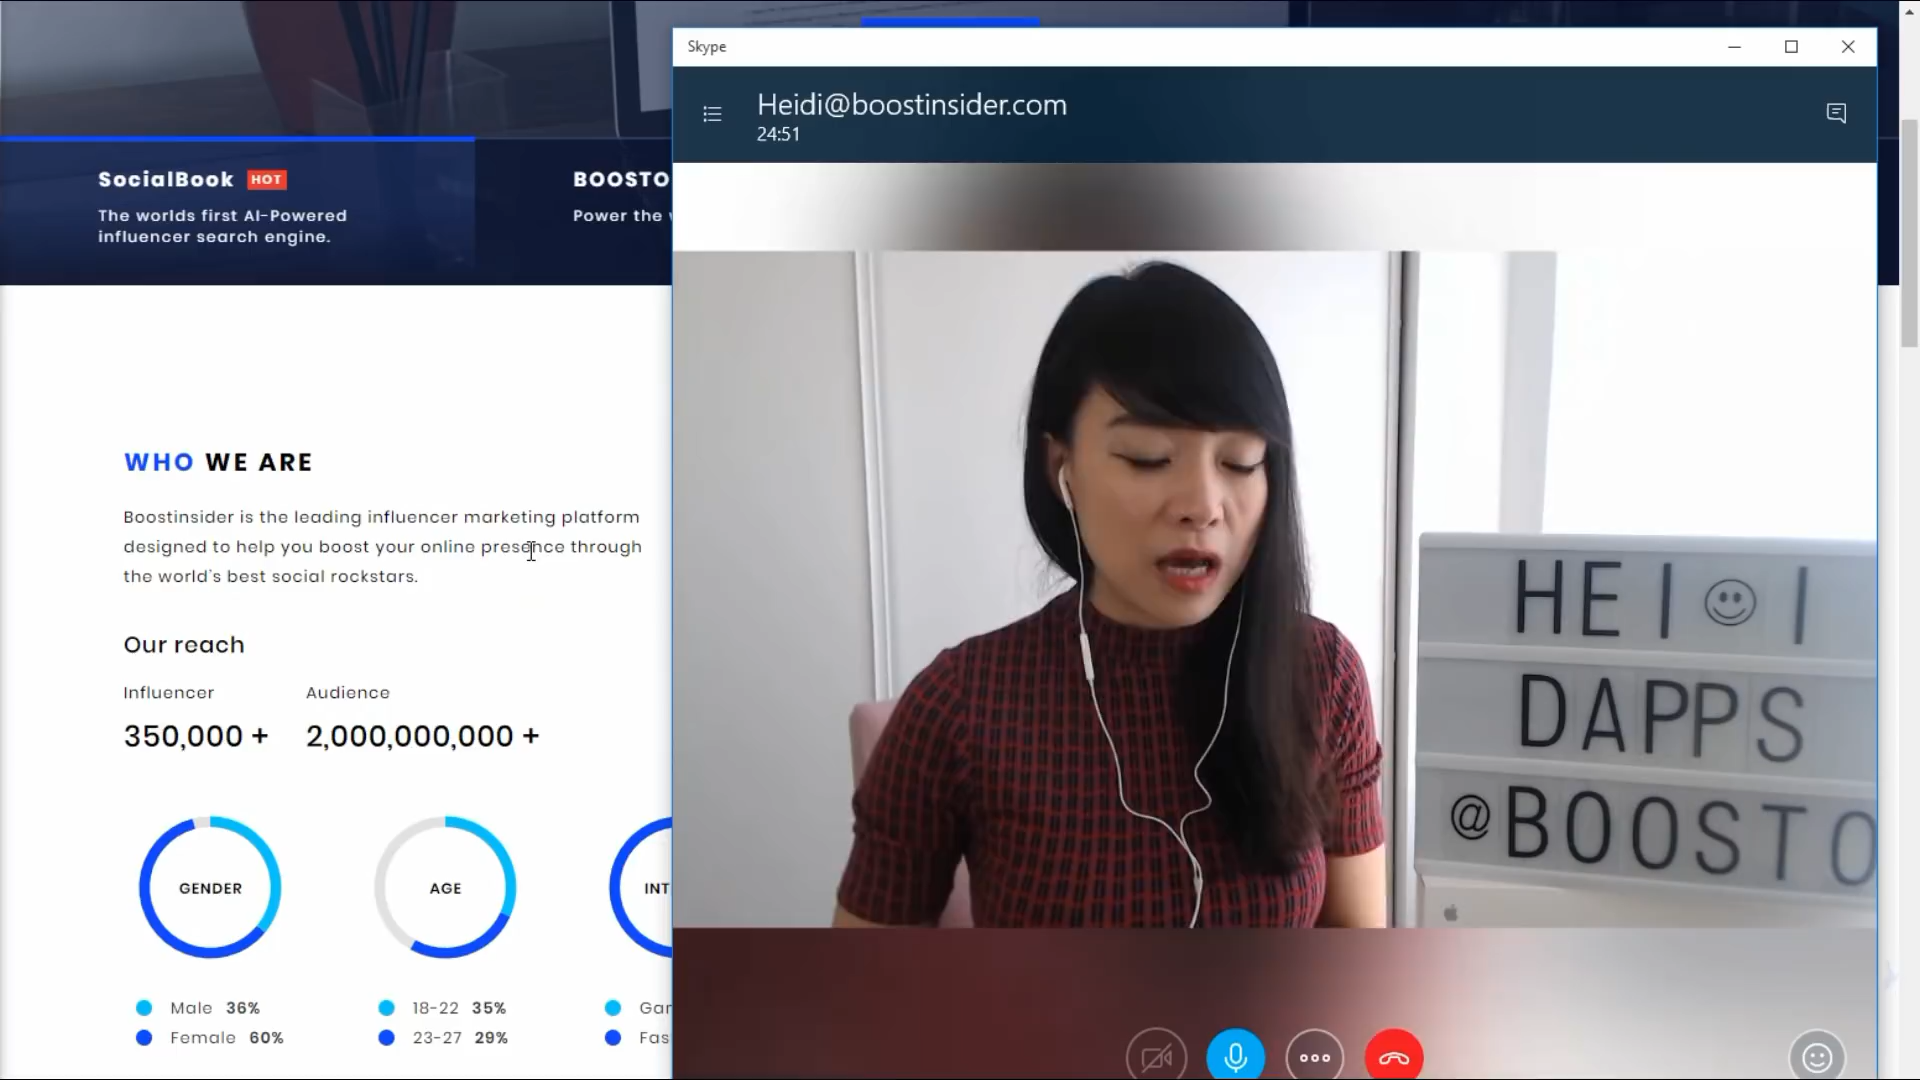 Skype
Heidi@boostinsider.com
24:51
SocialBook HOT
The worlds first AI-Powered
influencer search engine.
BOOSTO
Power the
WHO WE ARE
Boostinsider is the leading influencer marketing platform
designed to help you boost your online presence through
the world's best social rockstars.
Our reach
Influencer
350,000 +
Audience
2,000,000,000 +
GENDER
Male 36%
Female 60%
AGE
18-22 35%
23-27 29%
INT
Gar
Fas
HEI☺I
DAPPS
@BOOSTO